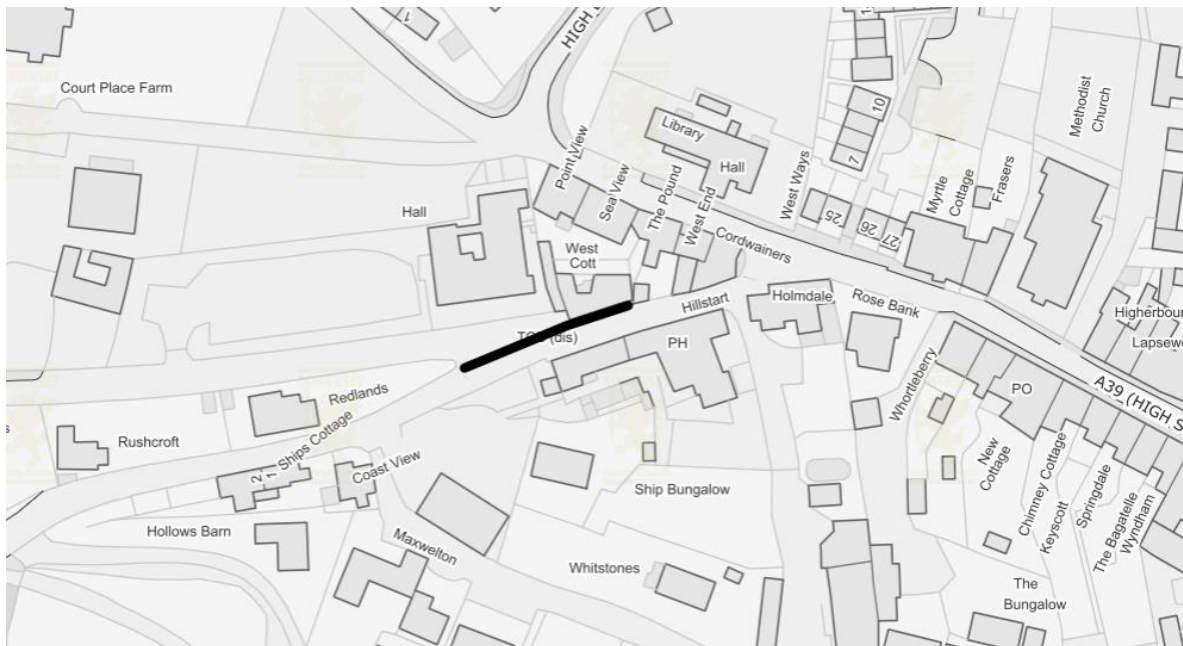 1
HIGH
Court Place Farm
Point View
Library
10
Methodist
Church
Sea View
The Pound
Hall
7
West Ways
Myrtle
Cottage
Frasers
Hall
West End
25
26
27
West
Cott
Cordwainers
Hillstart
Holmdale
Rose Bank
(dis)
PH
Higherbour
Lapsewe
Redlands
Whortleberry
PO
A39 (HIGH S
Rushcroft
Ships Cottage
1
2
Coast View
New
Cottage
Chimney Cottage
Keyscott
Springdale
The Bagatelle
Wyndham
Ship Bungalow
Hollows Barn
Maxwelton
Whitstones
The
Bungalow